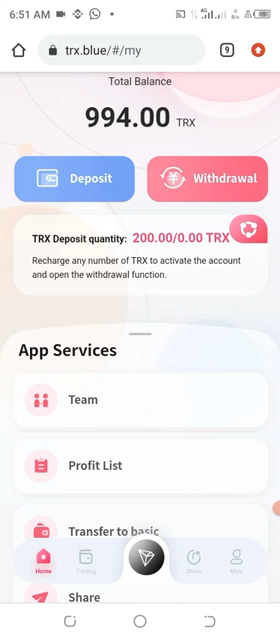 6:51 AM
4G
trx.blue/#/my
9
Total Balance
994.00 TRX
Deposit
Withdrawal
TRX Deposit quantity: 200.00/0.00 TRX
Recharge any number of TRX to activate the account
and open the withdrawal function.
App Services
Team
Profit List
Transfer to basic
Share
Home
Trading
Share
Mine